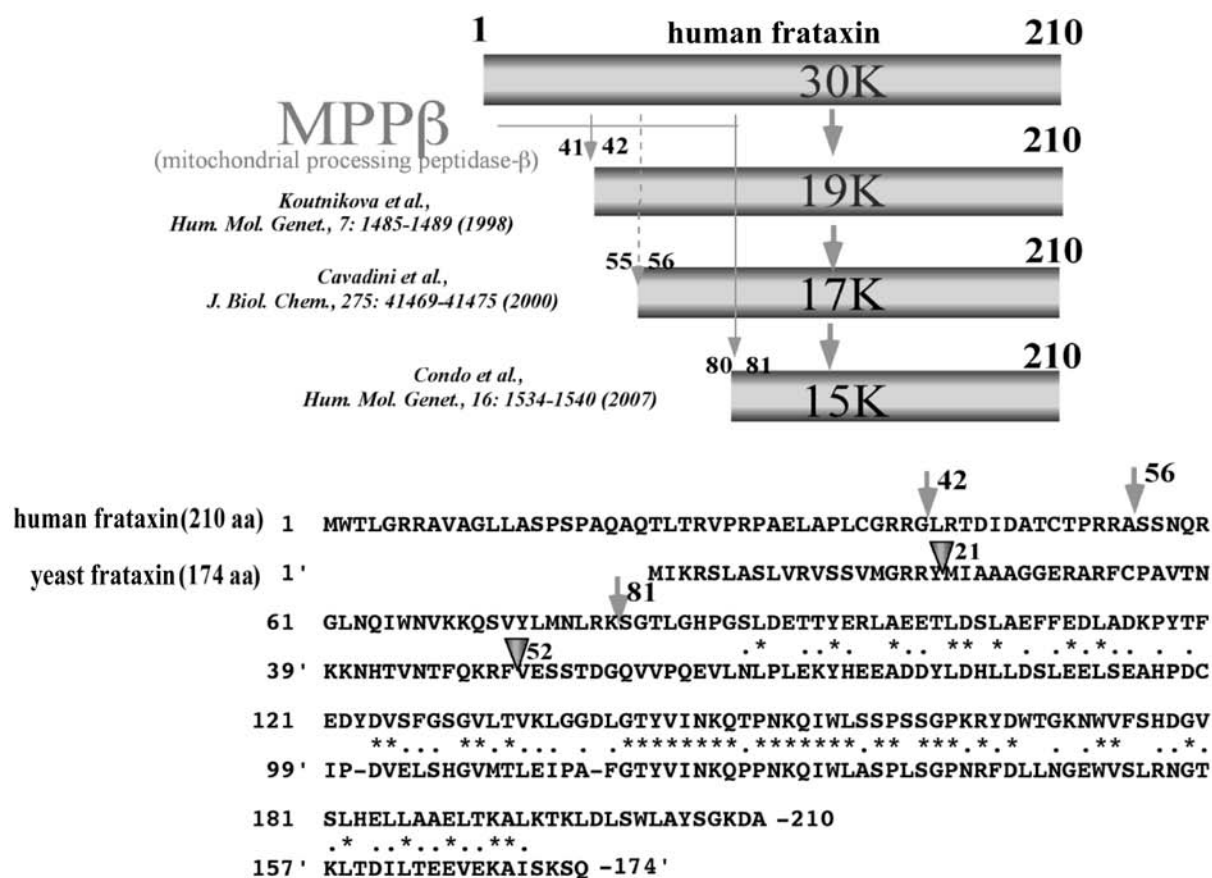 1 human frataxin 210
30K
MPPβ
(mitochondrial processing peptidase-β)
41 42
210
19K
Koutnikova et al.,
Hum. Mol. Genet., 7: 1485-1489 (1998)
55 56
210
17K
Cavadini et al.,
J. Biol. Chem., 275: 41469-41475 (2000)
80 81
210
15K
Condo et al.,
Hum. Mol. Genet., 16: 1534-1540 (2007)
42 56
human frataxin (210 aa) 1 MWTLGRRAVAGLLASPSPAQAQTLTRVPRPAELAPLCGRRGLRTDIDATCTPRRASSNQR
21
yeast frataxin (174 aa) 1' MIKRSLASLVRVSSVMGRRYMIAAAGGERARFCPAVTN
81
61 GLNQIWNVKKQSVYLMNLRKSGTLGHPGSLDETTYERLAEETLDSLAEFFEDLADKPYTF
52
39' KKNHTVNTFQKRFVESSTDGQVVPQEVLNLPLEKYHEEADDYLDHLLDSLEELSEAHPDC
121 EDYDVSFGSGVLTVKLGGDLGTYVINKQTPNKQIWLSSPSSGPKRYDWTGKNWVFSHDGV
99' IP-DVELSHGVMTLEIPA-FGTYVINKQPPNKQIWLASPLSGPNRFDLLNGEWVSLRNGT
181 SLHELLAAELTKALKTKLDLSWLAYSGKDA -210
157' KLTDILTEEVEKAISKSQ -174'